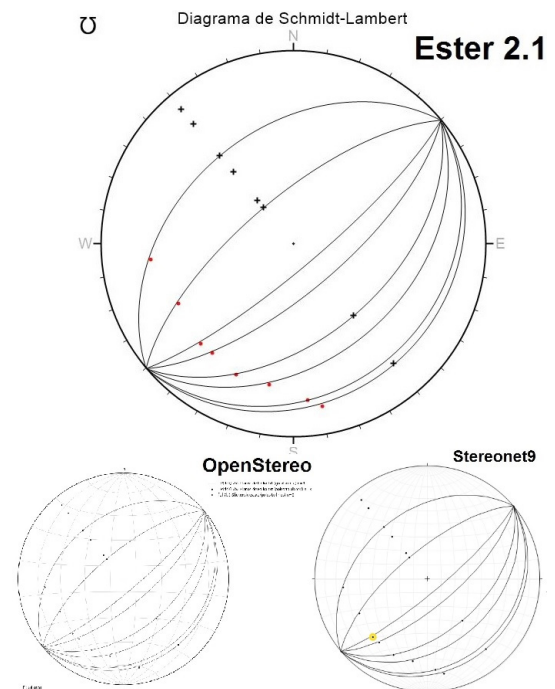 Ʊ
Diagrama de Schmidt-Lambert
Ester 2.1
N
W
E
S
OpenStereo
Stereonet9